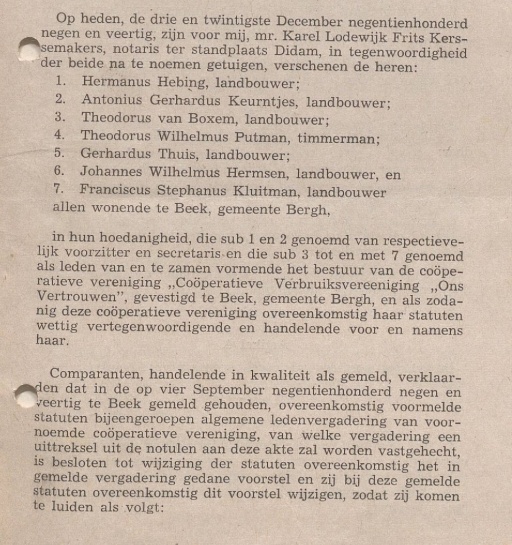 Op heden, de drie en twintigste December negentienhonderd
negen en veertig, zijn voor mij, mr. Karel Lodewijk Frits Kers-
semakers, notaris ter standplaats Didam, in tegenwoordigheid
der beide na te noemen getuigen, verschenen de heren:
1. Hermanus Hebing, landbouwer;
2. Antonius Gerhardus Keurntjes, landbouwer;
3. Theodorus van Boxem, landbouwer;
4. Theodorus Wilhelmus Putman, timmerman;
5. Gerhardus Thuis, landbouwer;
6. Johannes Wilhelmus Hermsen, landbouwer, en
7. Franciscus Stephanus Kluitman, landbouwer
allen wonende te Beek, gemeente Bergh,
in hun hoedanigheid, die sub 1 en 2 genoemd van respectieve-
lijk voorzitter en secretaris en die sub 3 tot en met 7 genoemd
als leden van en te zamen vormende het bestuur van de coöpe-
ratieve vereniging „Coöperatieve Verbruiksvereeniging „Ons
Vertrouwen", gevestigd te Beek, gemeente Bergh, en als zoda-
nig deze coöperatieve vereniging overeenkomstig haar statuten
wettig vertegenwoordigende en handelende voor en namens
haar.
Comparanten, handelende in kwaliteit als gemeld, verklaar-
den dat in de op vier September negentienhonderd negen en
veertig te Beek gemeld gehouden, overeenkomstig voormelde
statuten bijeengeroepen algemene ledenvergadering van voor-
noemde coöperatieve vereniging, van welke vergadering een
uittreksel uit de notulen aan deze akte zal worden vastgehecht,
is besloten tot wijziging der statuten overeenkomstig het in
gemelde vergadering gedane voorstel en zij bij deze gemelde
statuten overeenkomstig dit voorstel wijzigen, zodat zij komen
te luiden als volgt: